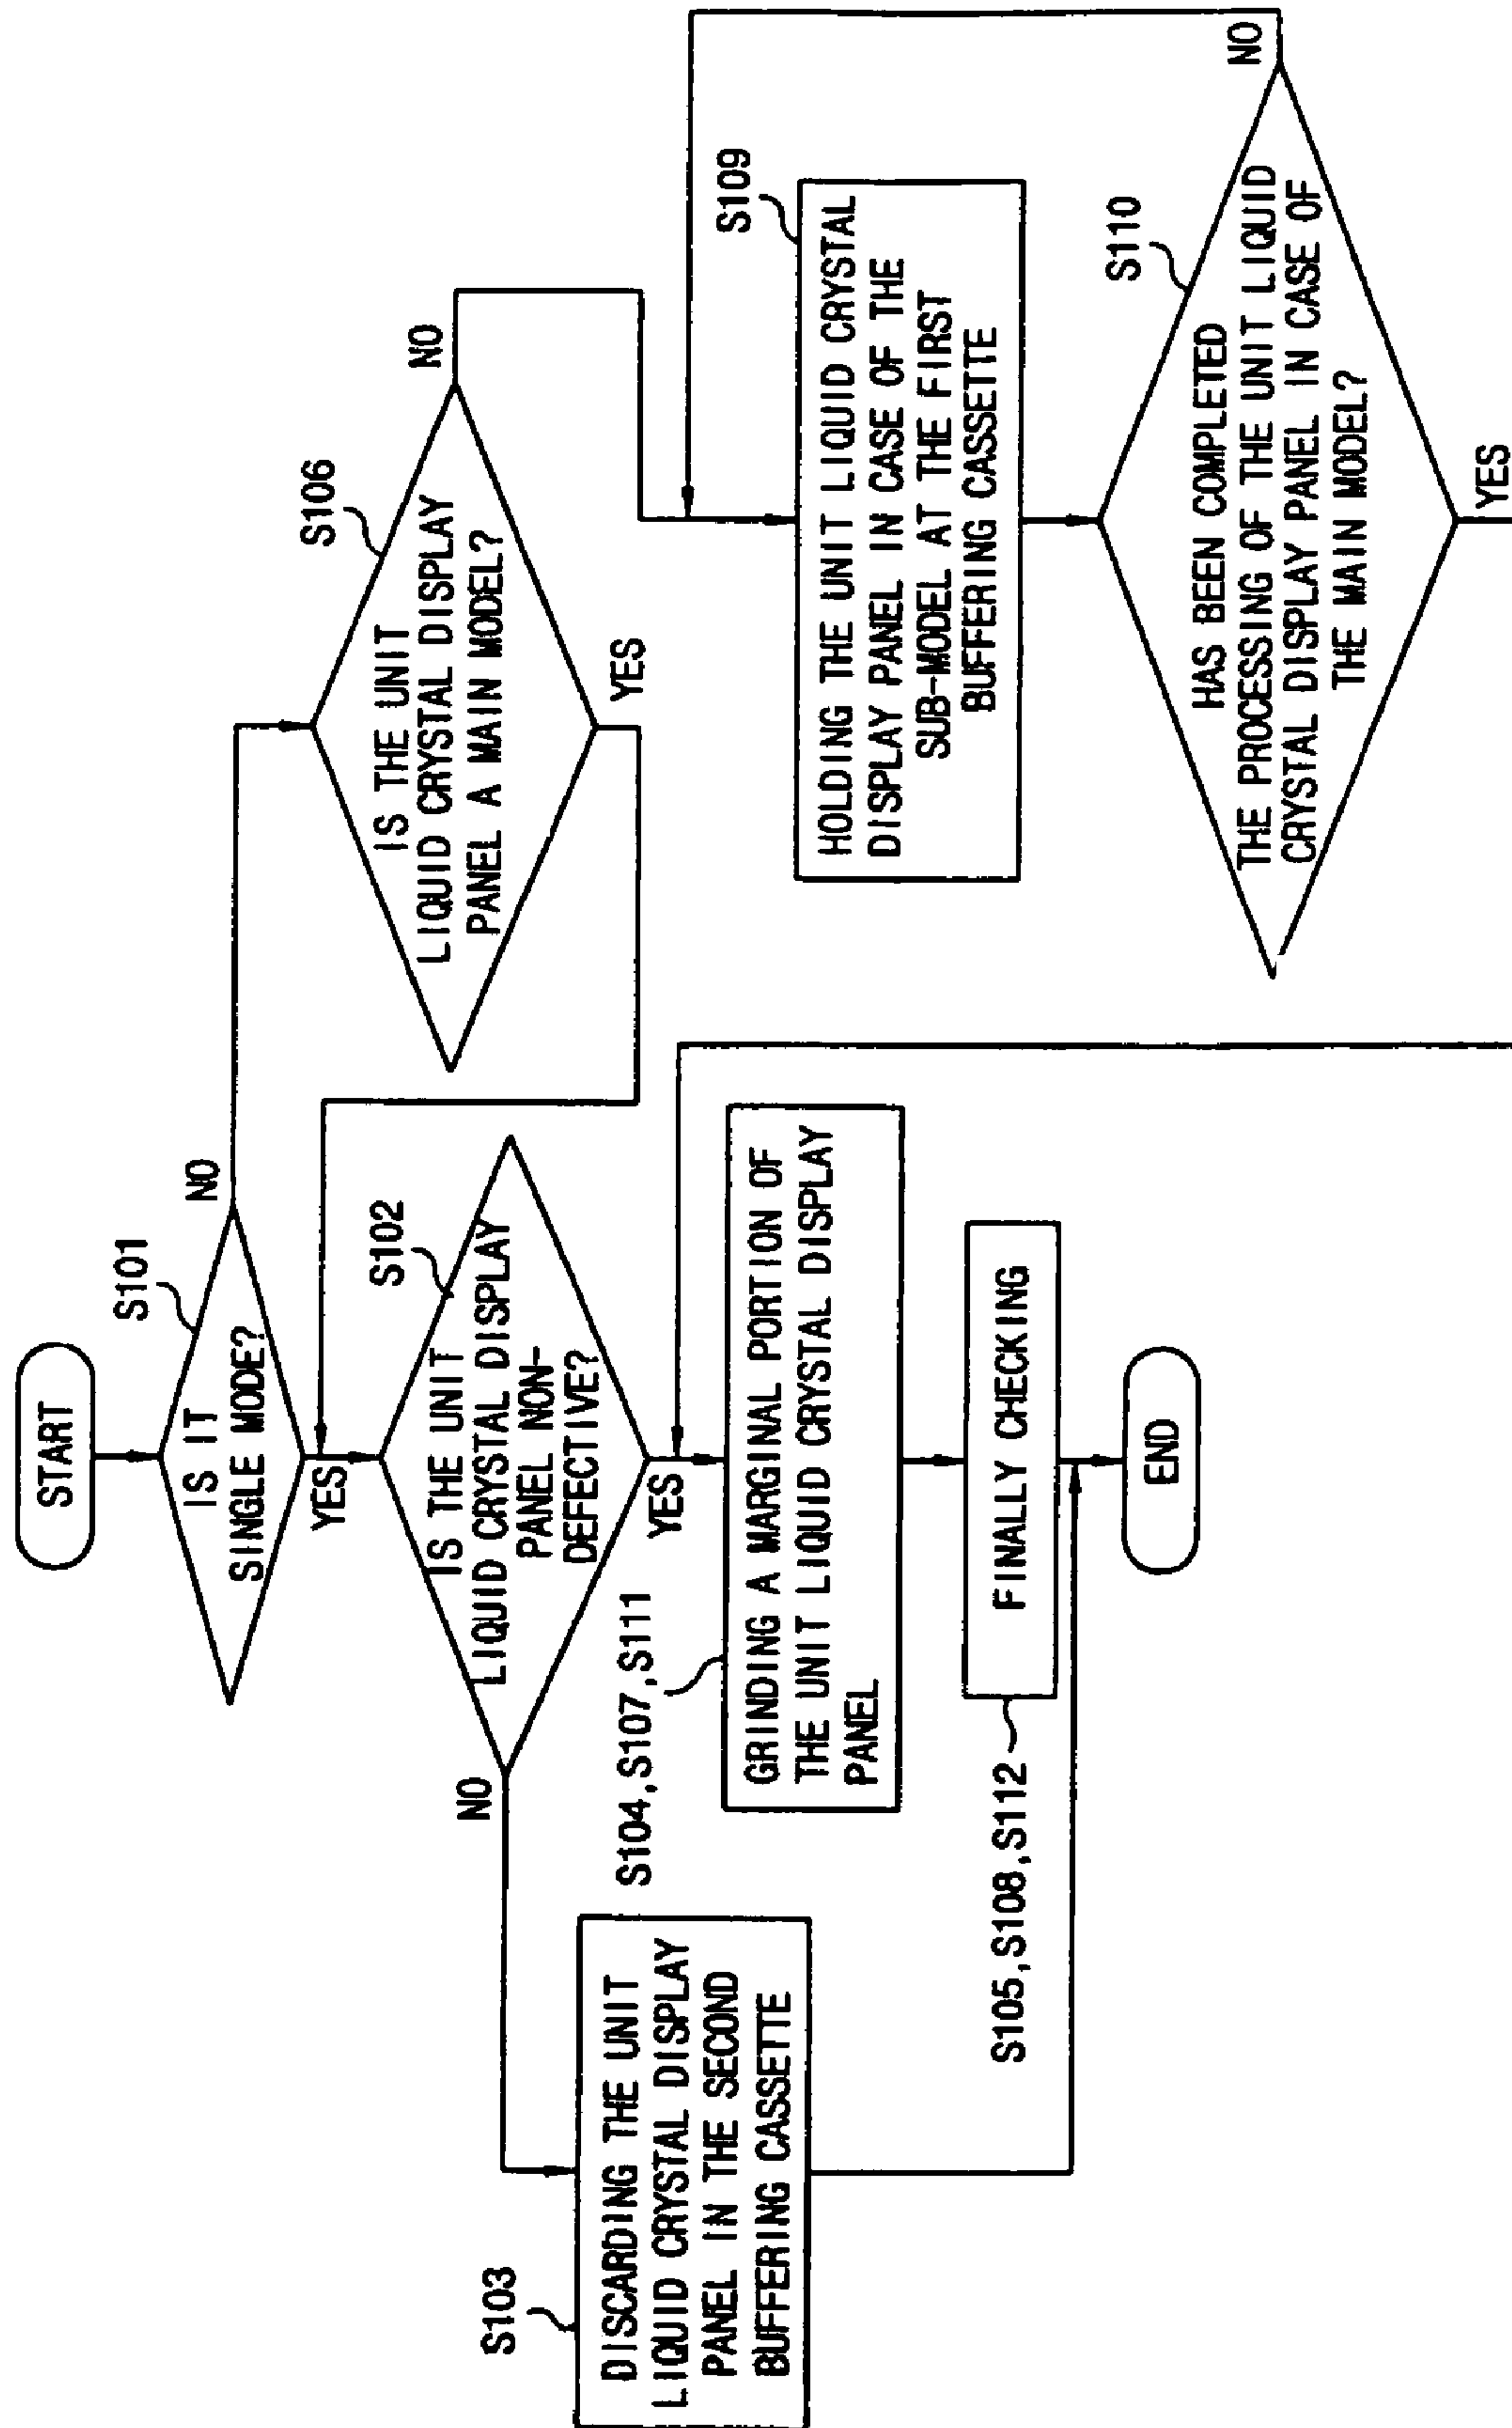 START
S101
IS IT
SINGLE MODE?
NO
YES
S106
IS THE UNIT
LIQUID CRYSTAL DISPLAY
PANEL A MAIN MODEL?
NO
YES
S102
IS THE UNIT
LIQUID CRYSTAL DISPLAY
PANEL NON-
DEFECTIVE?
NO
YES
S103
DISCARDING THE UNIT
LIQUID CRYSTAL DISPLAY
PANEL IN THE SECOND
BUFFERING CASSETTE
S104,S107,S111
GRINDING A MARGINAL PORTION OF
THE UNIT LIQUID CRYSTAL DISPLAY
PANEL
S109
HOLDING THE UNIT LIQUID CRYSTAL
DISPLAY PANEL IN CASE OF THE
SUB-MODEL AT THE FIRST
BUFFERING CASSETTE
S105,S108,S112
FINALLY CHECKING
S110
HAS BEEN COMPLETED
THE PROCESSING OF THE UNIT LIQUID
CRYSTAL DISPLAY PANEL IN CASE OF
THE MAIN MODEL?
NO
YES
END